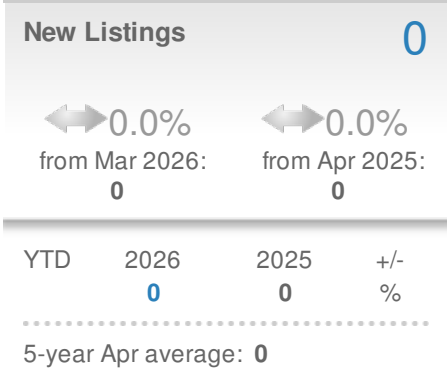 New Listings 0
0.0% 0.0%
from Mar 2026: from Apr 2025:
0 0
YTD 2026 2025 +/-
0 0 %
5-year Apr average: 0